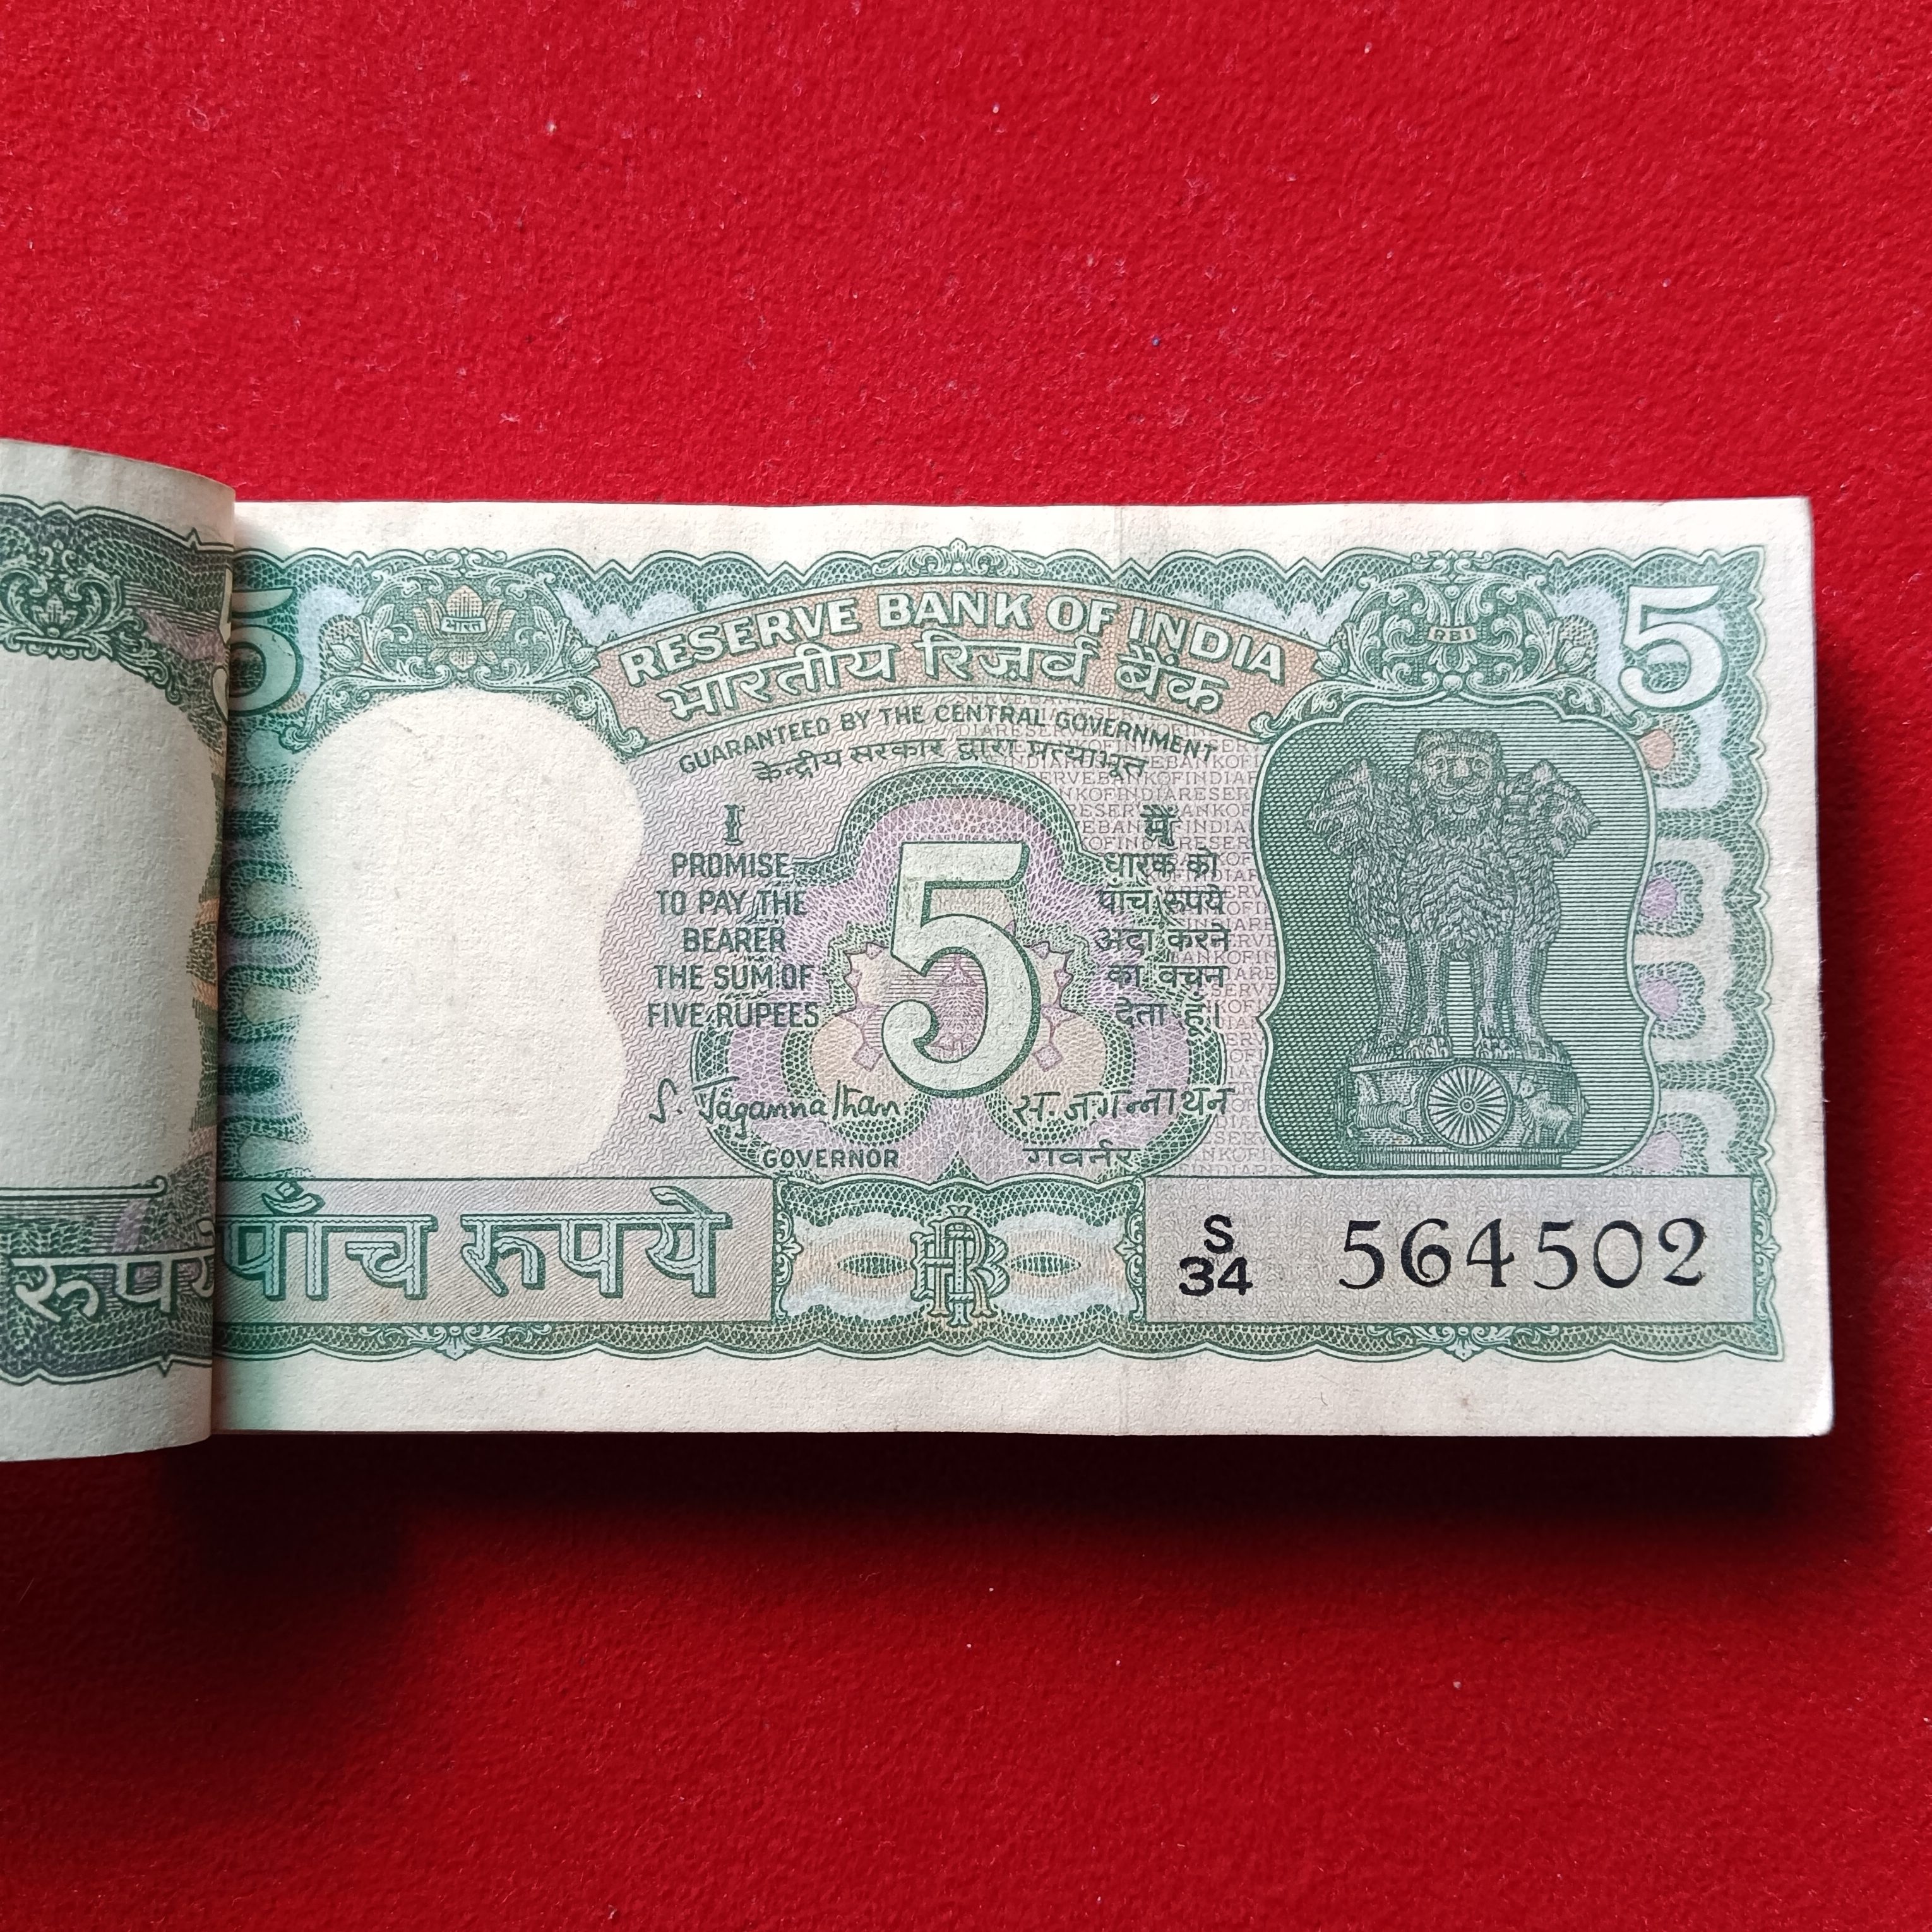 5
भारत
RESERVE BANK OF INDIA
भारतीय रिज़र्व बैंक
RBI
5
GUARANTEED BY THE CENTRAL GOVERNMENT
केन्द्रीय सरकार द्वारा प्रत्याभूत
I
PROMISE
TO PAY THE
BEARER
THE SUM OF
FIVE RUPEES
5
मैं
धारक को
पाँच रुपये
अदा करने
का वचन
देता हूँ।
S. Jagannathan
स. जगन्नाथन
GOVERNOR
गवर्नर
रुपये
पाँच रुपये
S
34 564502